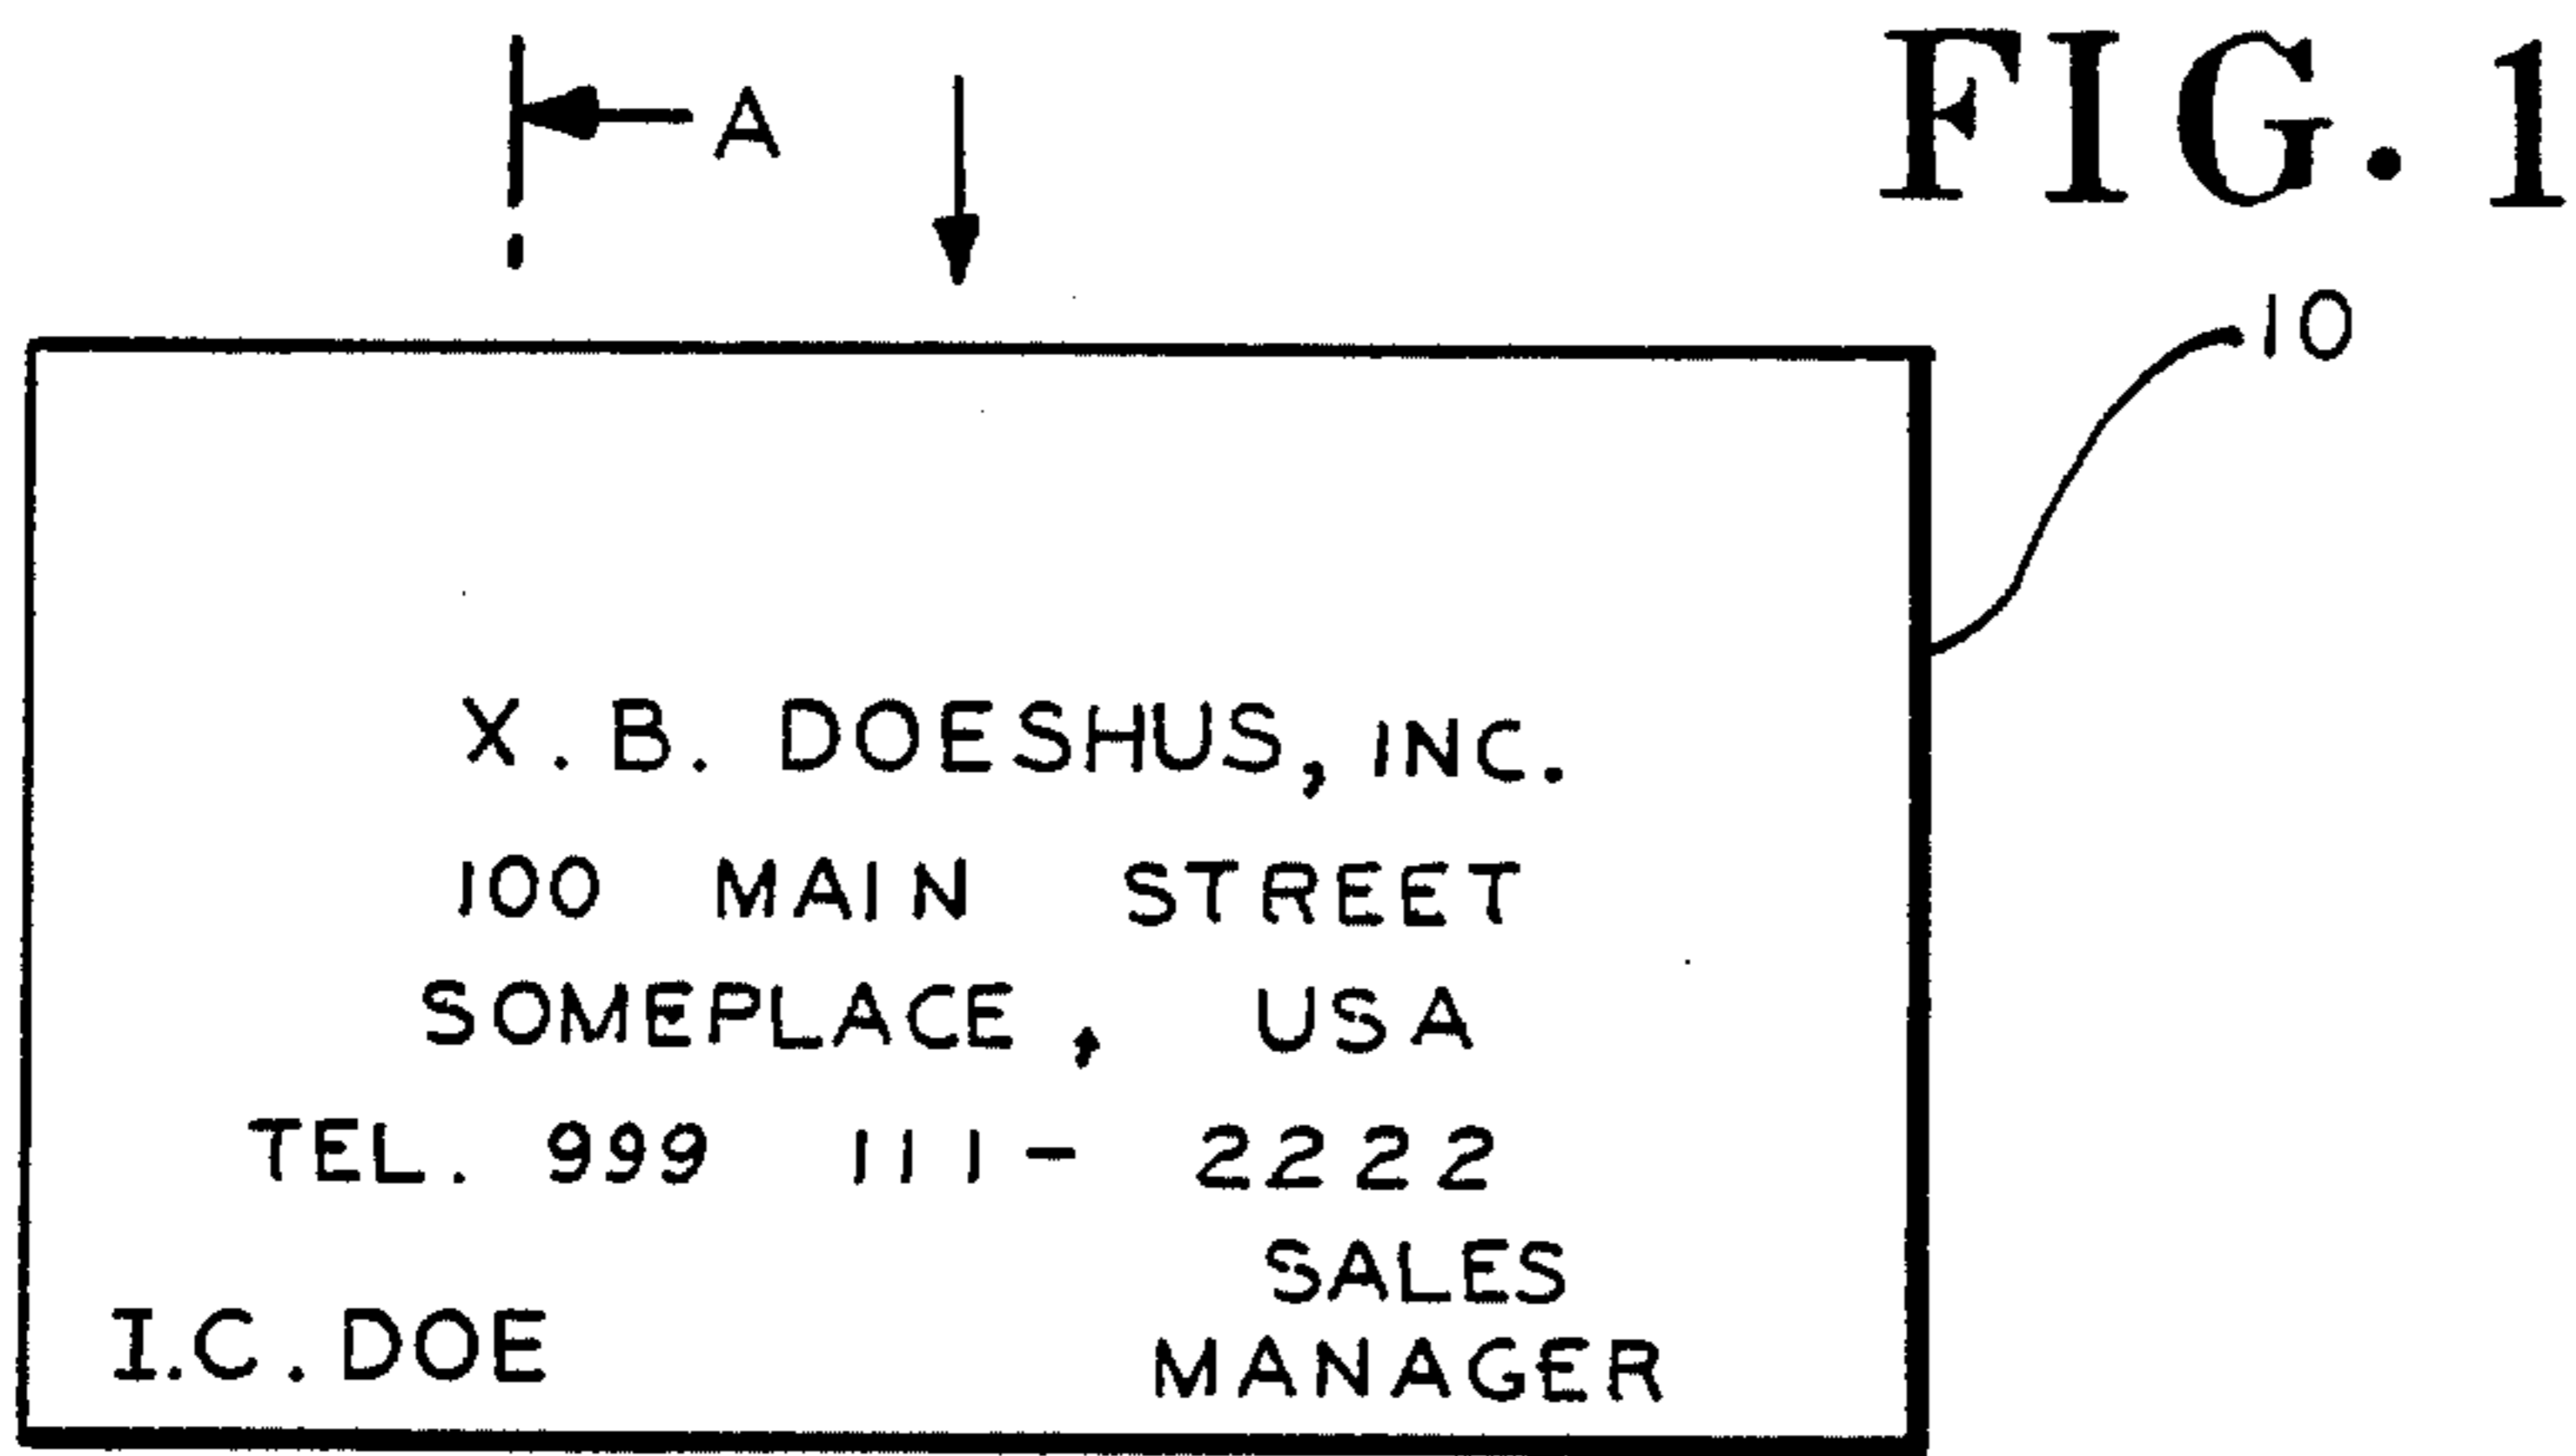 FIG. 1
A
10
X. B. DOESHUS, INC.
100 MAIN STREET
SOMEPLACE, USA
TEL. 999 111-2222
SALES
I.C. DOE
MANAGER